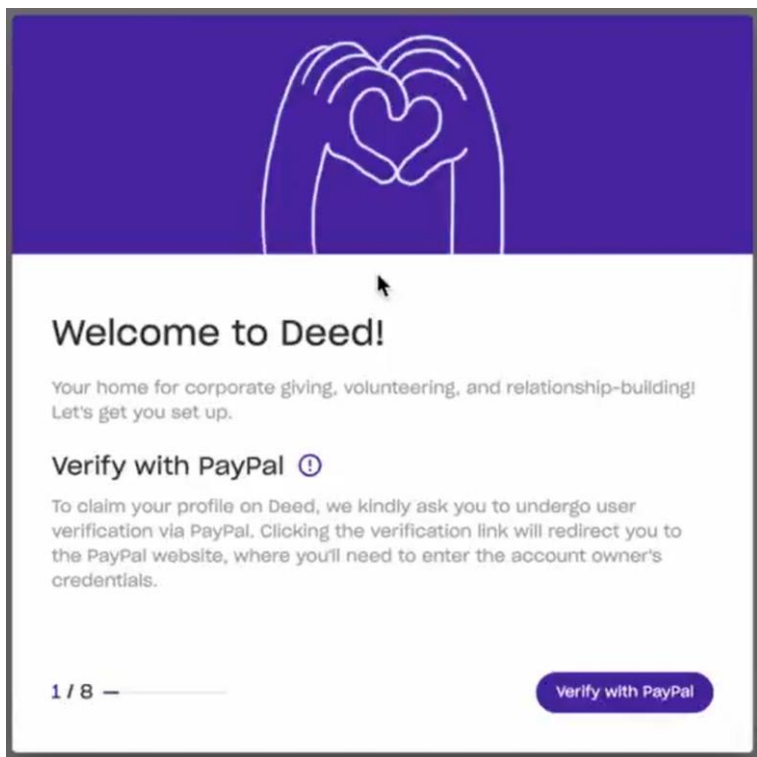 Welcome to Deed!
Your home for corporate giving, volunteering, and relationship-building!
Let's get you set up.
Verify with PayPal
To claim your profile on Deed, we kindly ask you to undergo user
verification via PayPal. Clicking the verification link will redirect you to
the PayPal website, where you'll need to enter the account owner's
credentials.
1 / 8
Verify with PayPal